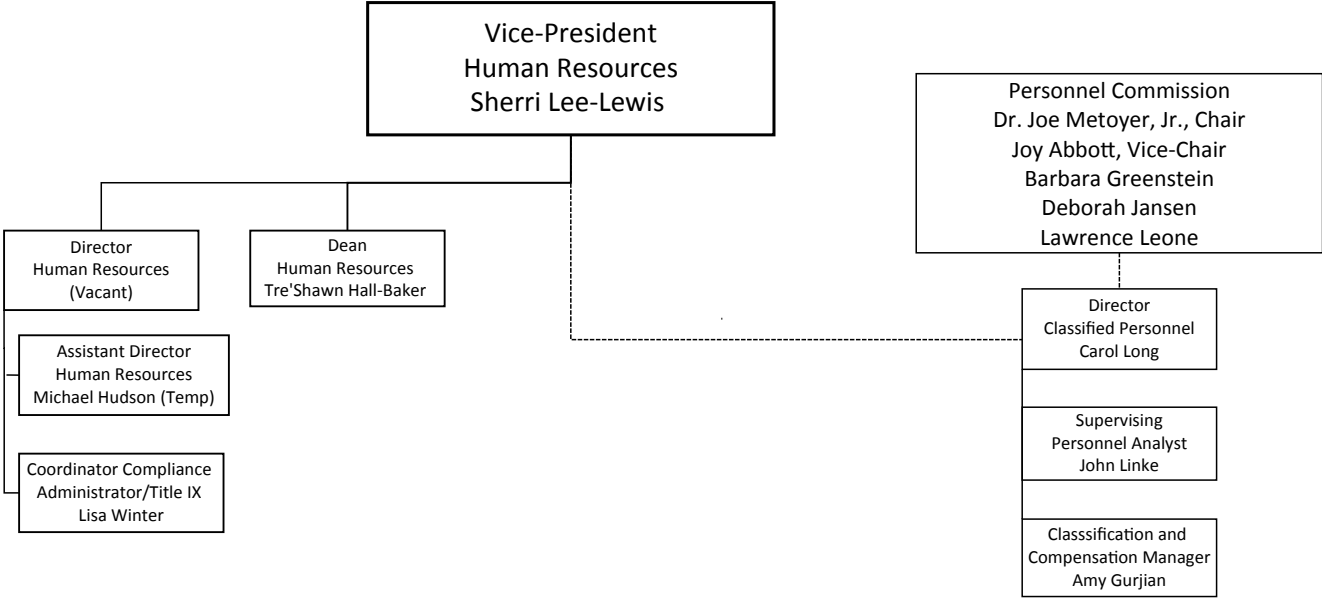 Vice-President
Human Resources
Sherri Lee-Lewis
Personnel Commission
Dr. Joe Metoyer, Jr., Chair
Joy Abbott, Vice-Chair
Barbara Greenstein
Deborah Jansen
Lawrence Leone
Director
Human Resources
(Vacant)
Dean
Human Resources
Tre'Shawn Hall-Baker
Assistant Director
Human Resources
Michael Hudson (Temp)
Coordinator Compliance
Administrator/Title IX
Lisa Winter
Director
Classified Personnel
Carol Long
Supervising
Personnel Analyst
John Linke
Classsification and
Compensation Manager
Amy Gurjian